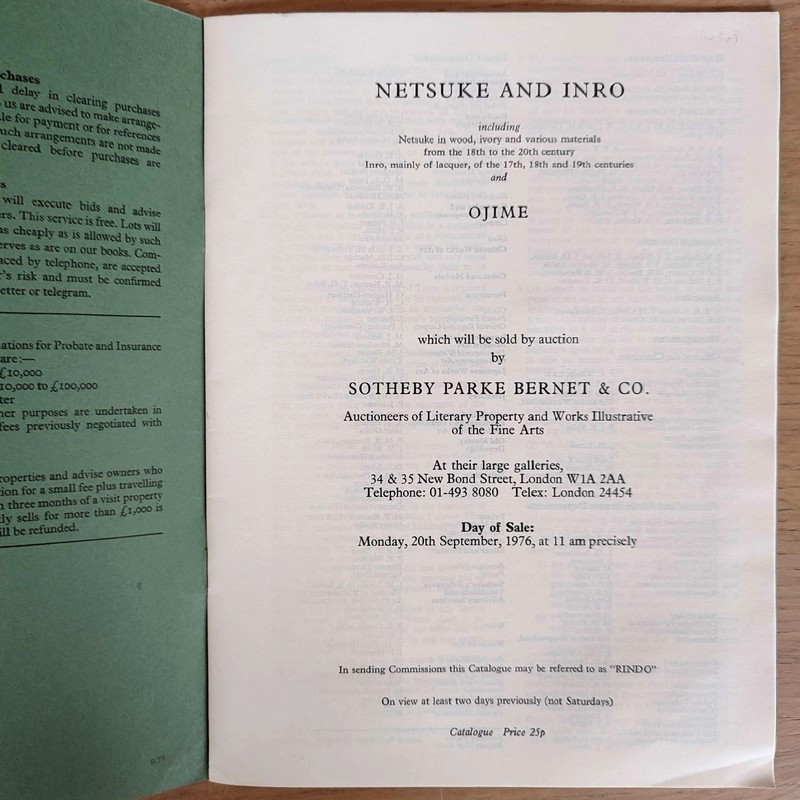 chases
delay in clearing purchases
us are advised to make arrange-
le for payment or for references
uch arrangements are not made
cleared before purchases are
s
will execute bids and advise
ers. This service is free. Lots will
as cheaply as is allowed by such
erves as are on our books. Com-
aced by telephone, are accepted
r's risk and must be confirmed
etter or telegram.
ations for Probate and Insurance
are:—
£10,000
10,000 to £100,000
ter
her purposes are undertaken in
fees previously negotiated with
roperties and advise owners who
ion for a small fee plus travelling
n three months of a visit property
ly sells for more than £1,000 is
ill be refunded.
NETSUKE AND INRO
including
Netsuke in wood, ivory and various materials
from the 18th to the 20th century
Inro, mainly of lacquer, of the 17th, 18th and 19th centuries
and
OJIME
which will be sold by auction
by
SOTHEBY PARKE BERNET & CO.
Auctioneers of Literary Property and Works Illustrative
of the Fine Arts
At their large galleries,
34 & 35 New Bond Street, London W1A 2AA
Telephone: 01-493 8080 Telex: London 24454
Day of Sale:
Monday, 20th September, 1976, at 11 am precisely
In sending Commissions this Catalogue may be referred to as "RINDO"
On view at least two days previously (not Saturdays)
Catalogue Price 25p